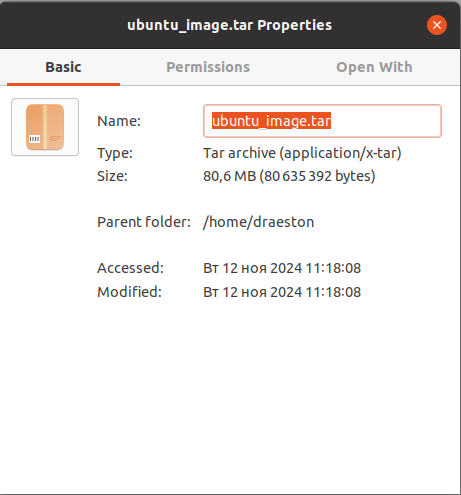 ubuntu_image.tar Properties
Basic Permissions Open With
Name: ubuntu_image.tar
Type: Tar archive (application/x-tar)
Size: 80,6 MB (80 635 392 bytes)
Parent folder: /home/draeston
Accessed: Вт 12 ноя 2024 11:18:08
Modified: Вт 12 ноя 2024 11:18:08